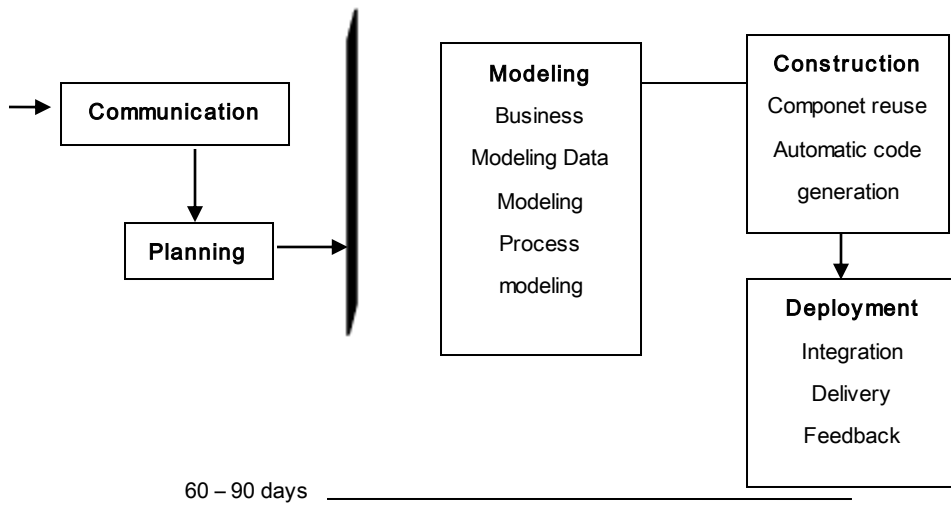 Communication
Planning
Modeling
Business
Modeling Data
Modeling
Process
modeling
Construction
Componet reuse
Automatic code
generation
Deployment
Integration
Delivery
Feedback
60 – 90 days